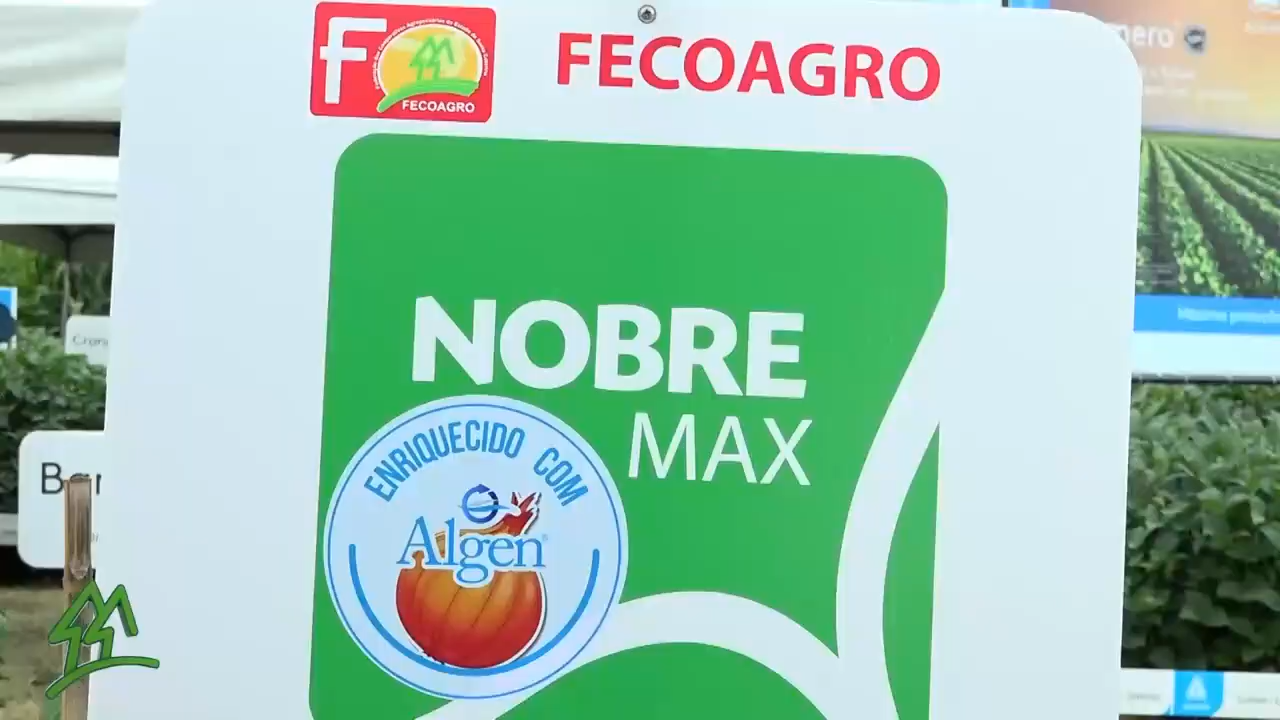 FECOAGRO
FECOAGRO
NOBRE
MAX
ENRIQUECIDO COM
Algen